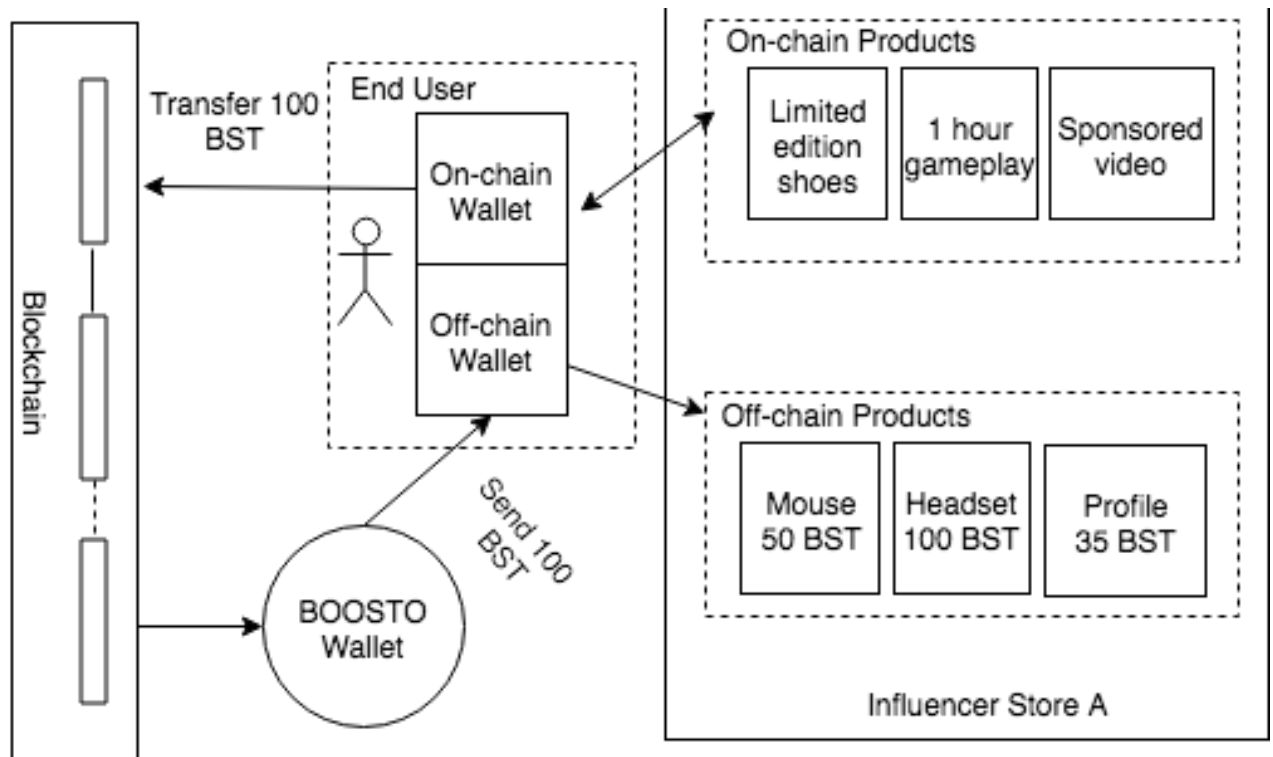 Blockchain
Transfer 100
BST
End User
On-chain
Wallet
Off-chain
Wallet
Send 100
BST
BOOSTO
Wallet
On-chain Products
Limited
edition
shoes
1 hour
gameplay
Sponsored
video
Off-chain Products
Mouse
50 BST
Headset
100 BST
Profile
35 BST
Influencer Store A